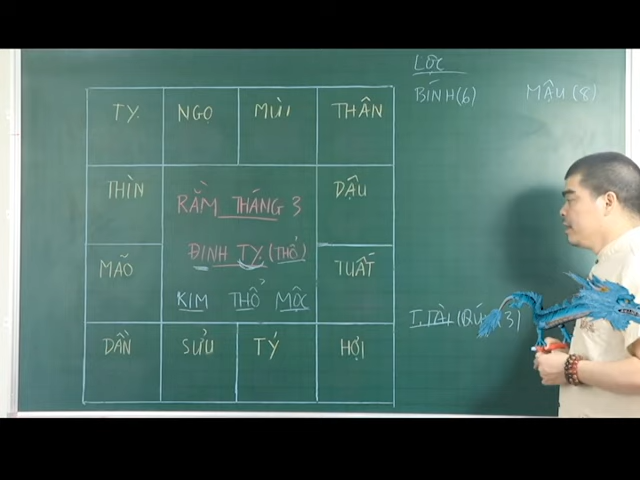 LỘC
BÍNH(6) MẬU(8)
TỴ NGỌ MÙI THÂN
THÌN DẬU
RẰM THÁNG 3
ĐINH TỴ (THỔ)
MÃO TUẤT
KIM THỔ MỘC
I.TÀI (QUÝ 3)
DẦN SỬU TÝ HỢI